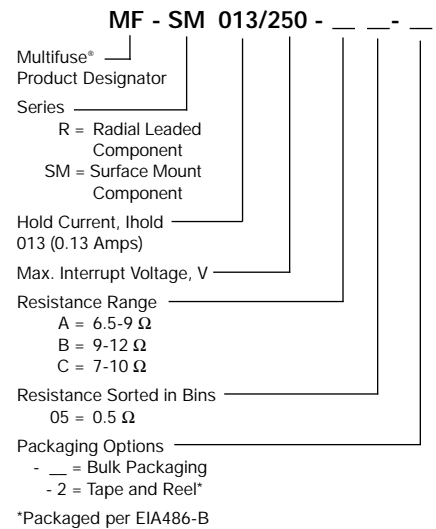 MF - SM 013/250 - __ __- __
Multifuse®
Product Designator
Series
R = Radial Leaded
Component
SM = Surface Mount
Component
Hold Current, Ihold
013 (0.13 Amps)
Max. Interrupt Voltage, V
Resistance Range
A = 6.5-9 Ω
B = 9-12 Ω
C = 7-10 Ω
Resistance Sorted in Bins
05 = 0.5 Ω
Packaging Options
- __ = Bulk Packaging
- 2 = Tape and Reel*
*Packaged per EIA486-B